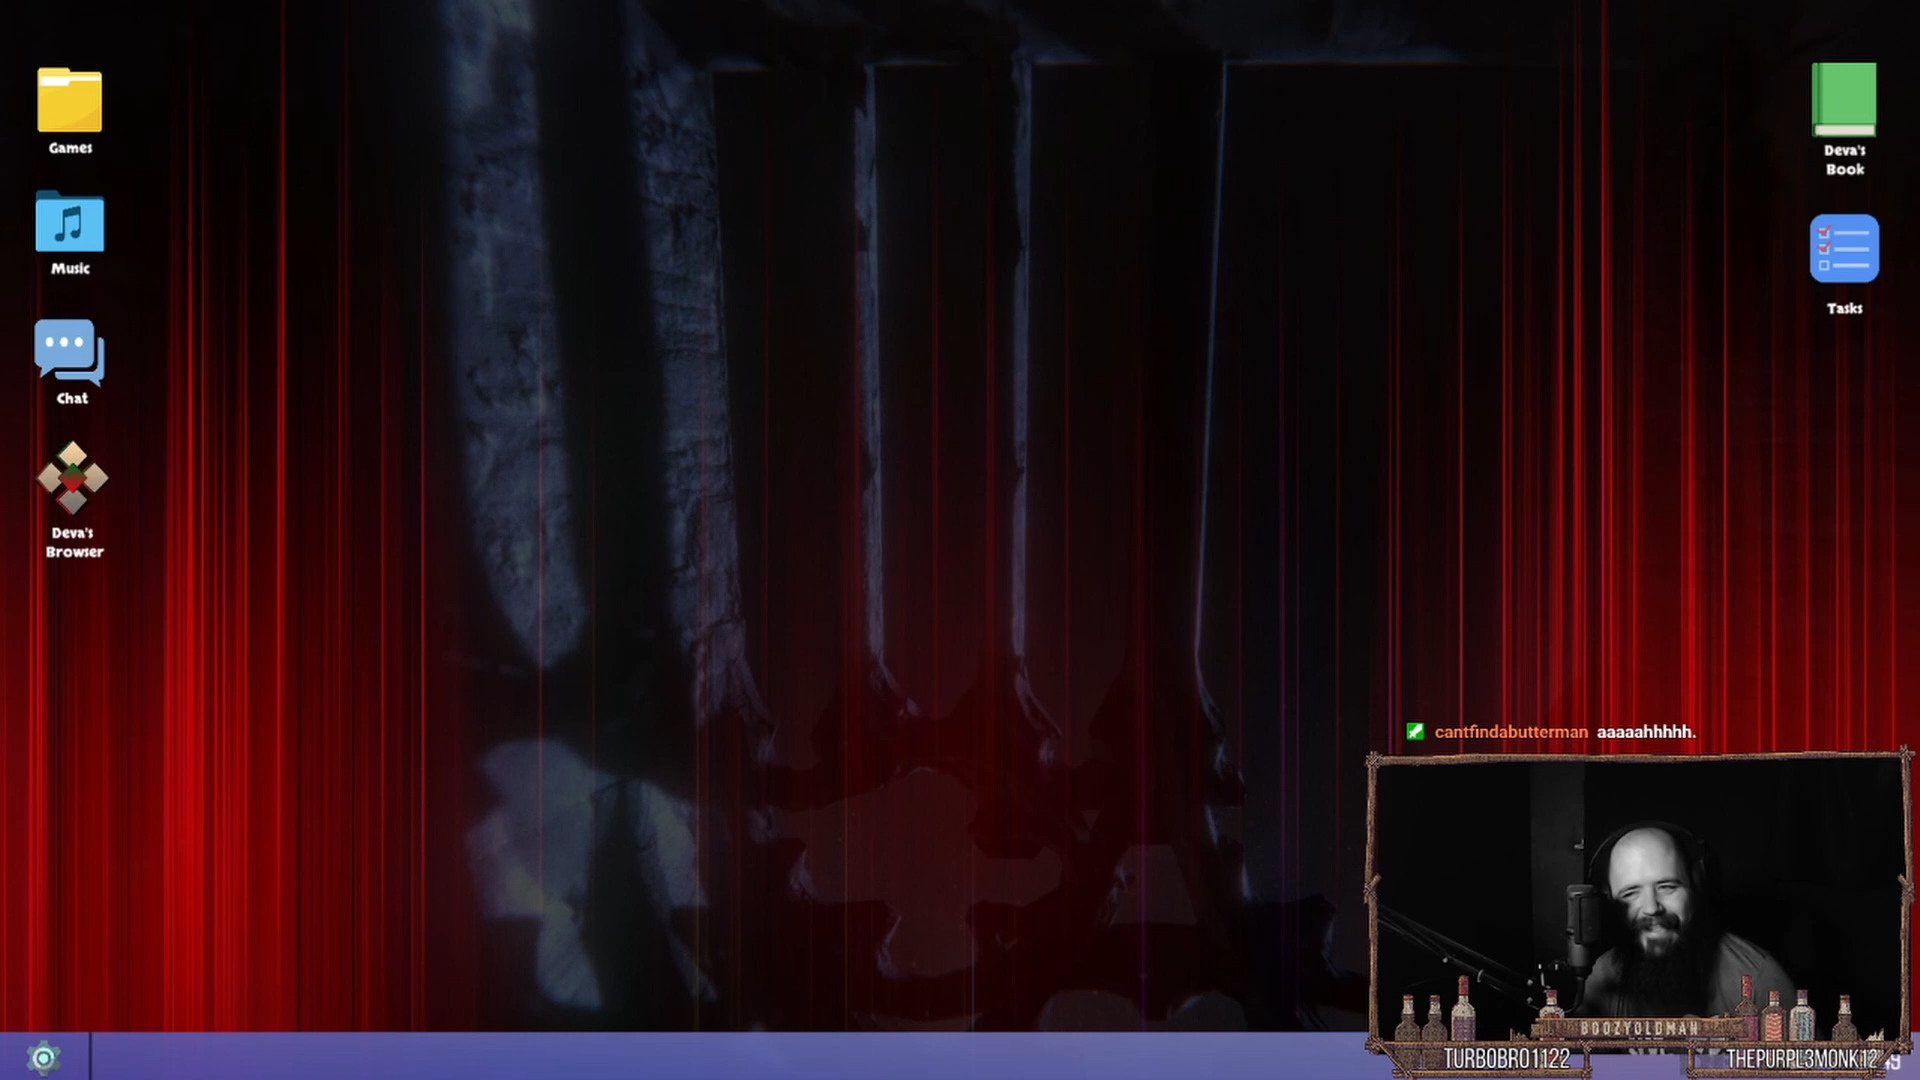 Games
Music
Chat
Deva's
Browser
Deva's
Book
Tasks
cantfindabutterman aaaaahhhhh.
BOOZYOLDMAN
TURBOBRO1122
THEPURPL3MONK12